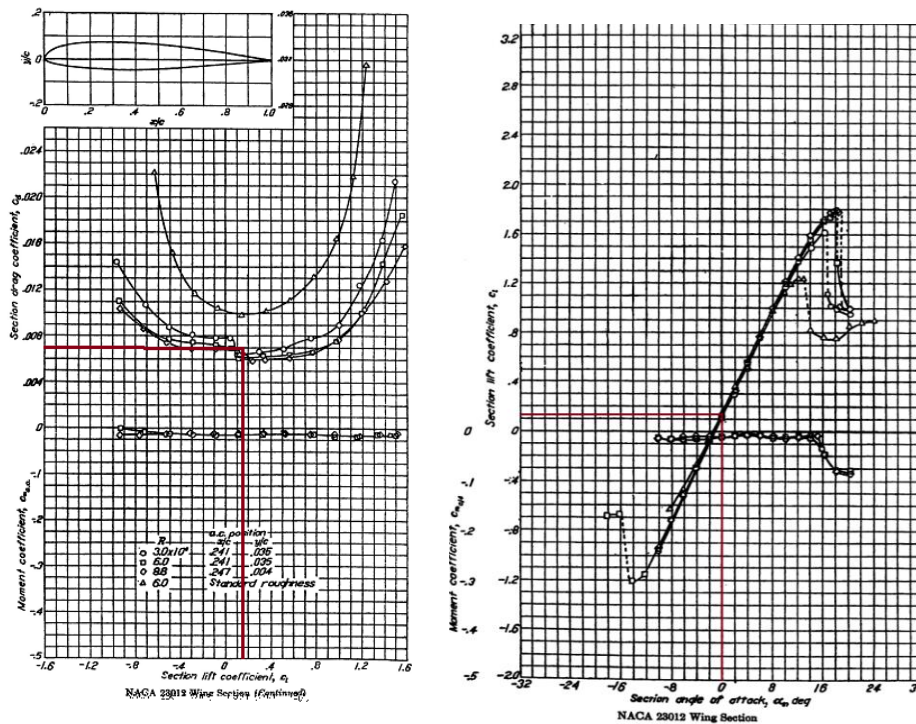 .2
y/c
0
-.2
0 .2 .4 .6 .8 1.0
x/c
.036
.024
.020
.016
.012
.008
.004
0
Section drag coefficient, cd
Moment coefficient, cm a.c.
-.1
-.2
-.3
-.4
-.5
a.c. position
R x/c y/c
3.0x10⁶ .241 .036
6.0 .241 .035
8.8 .247 .004
6.0 Standard roughness
-1.6 -1.2 -.8 -.4 0 .4 .8 1.2 1.6
Section lift coefficient, cl
NACA 23012 Wing Section (Continued)
3.2
2.8
2.4
2.0
1.6
1.2
.8
.4
0
-.4
-.8
-1.2
-1.6
-2.0
Section lift coefficient, cl
0
-.1
-.2
-.3
-.4
-.5
Moment coefficient, cm c/4
-32 -24 -16 -8 0 8 16 24 3
Section angle of attack, α₀, deg
NACA 23012 Wing Section